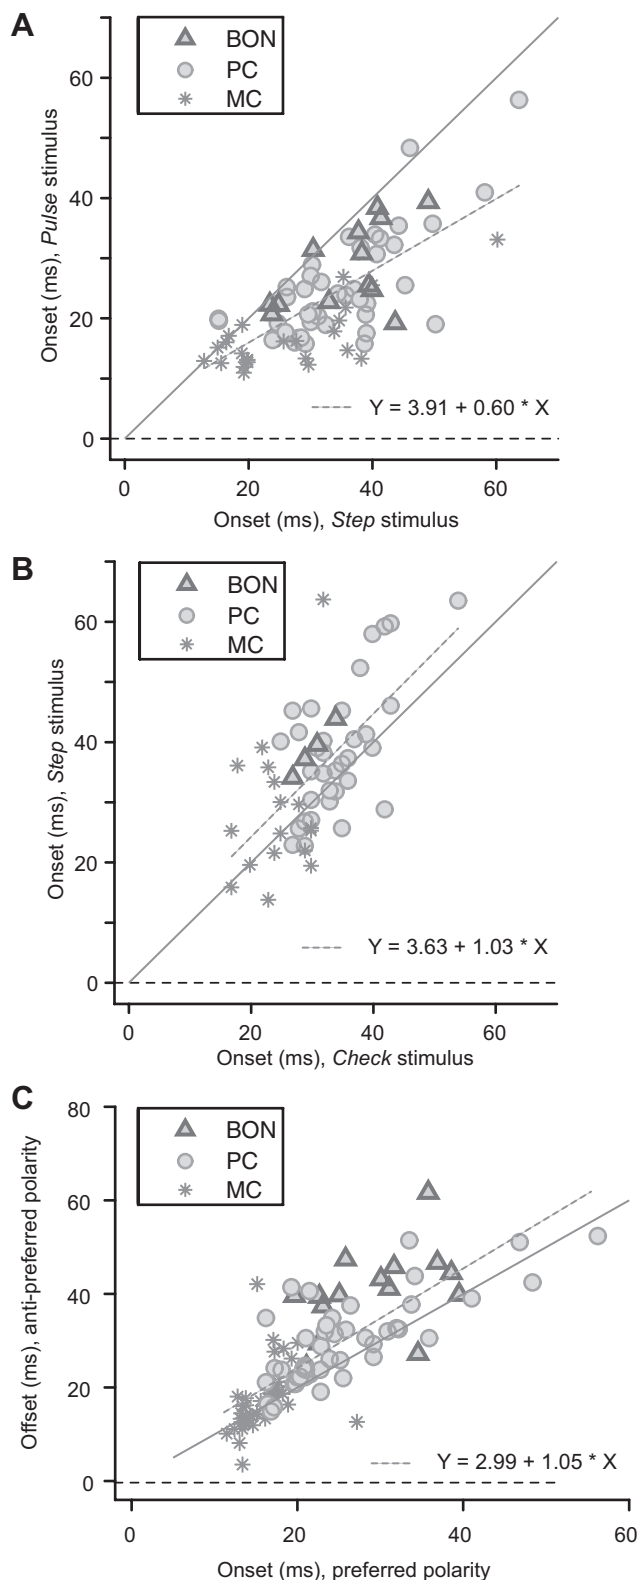 A
BON
PC
MC
Onset (ms), Pulse stimulus
60
40
20
0
Y = 3.91 + 0.60 * X
0 20 40 60
Onset (ms), Step stimulus
B
BON
PC
MC
Onset (ms), Step stimulus
60
40
20
0
Y = 3.63 + 1.03 * X
0 20 40 60
Onset (ms), Check stimulus
C
BON
PC
MC
Offset (ms), anti-preferred polarity
80
60
40
20
0
Y = 2.99 + 1.05 * X
0 20 40 60
Onset (ms), preferred polarity